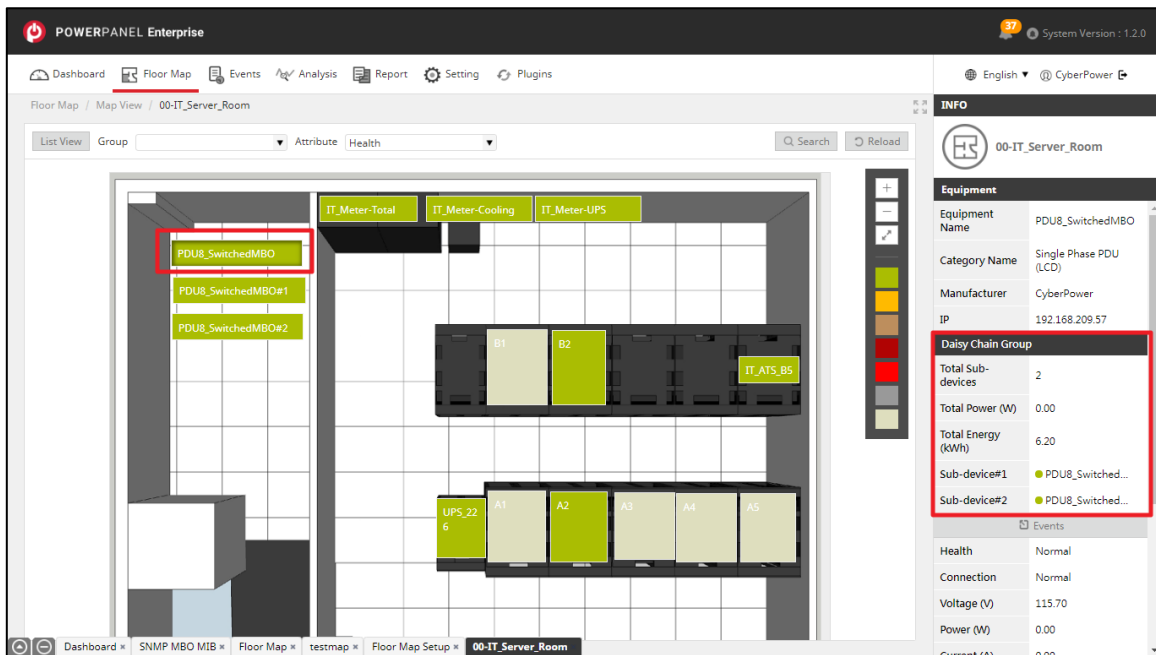 POWERPANEL Enterprise
37
System Version : 1.2.0
Dashboard
Floor Map
Events
Analysis
Report
Setting
Plugins
English
CyberPower
Floor Map / Map View / 00-IT_Server_Room
List View
Group
Attribute
Health
Search
Reload
IT_Meter-Total
IT_Meter-Cooling
IT_Meter-UPS
PDU8_SwitchedMBO
PDU8_SwitchedMBO#1
PDU8_SwitchedMBO#2
B1
B2
IT_ATS_B5
UPS_22
6
A1
A2
A3
A4
A5
INFO
00-IT_Server_Room
Equipment
Equipment
Name
PDU8_SwitchedMBO
Category Name
Single Phase PDU
(LCD)
Manufacturer
CyberPower
IP
192.168.209.57
Daisy Chain Group
Total Sub-
devices
2
Total Power (W)
0.00
Total Energy
(kWh)
6.20
Sub-device#1
PDU8_Switched...
Sub-device#2
PDU8_Switched...
Events
Health
Normal
Connection
Normal
Voltage (V)
115.70
Power (W)
0.00
Current (A)
0.00
Dashboard
SNMP MBO MIB
Floor Map
testmap
Floor Map Setup
00-IT_Server_Room